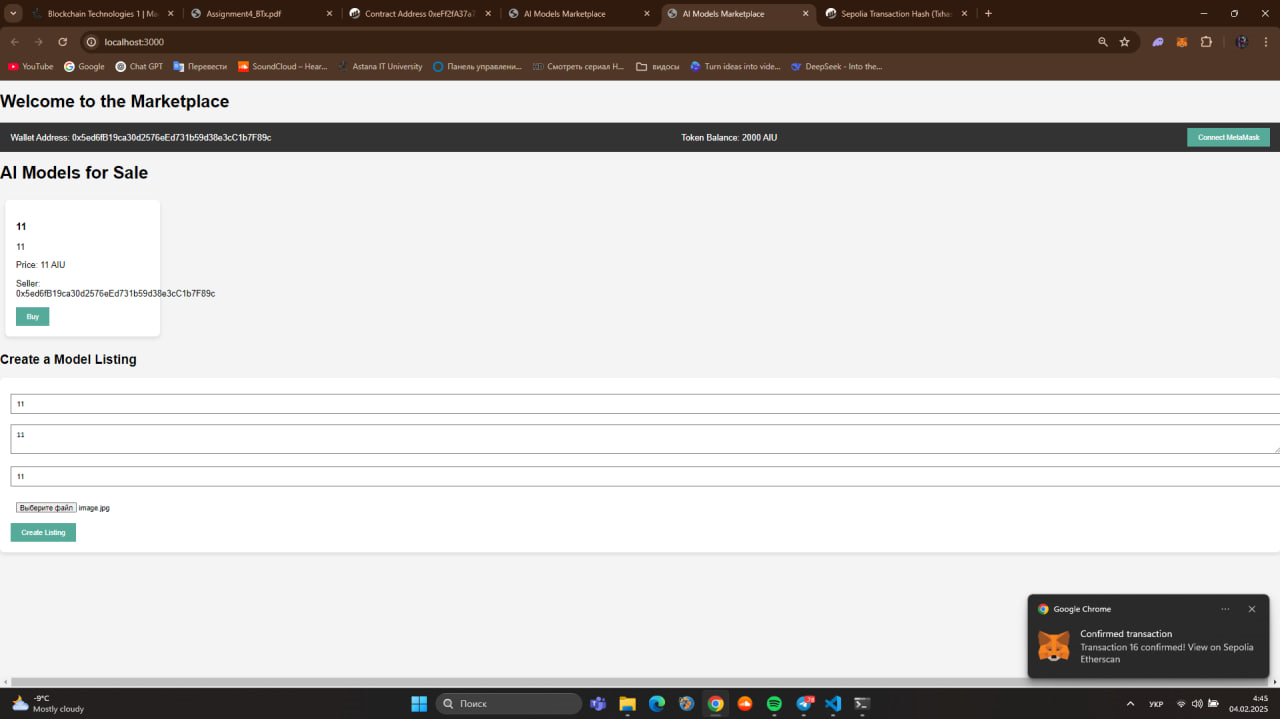 Blockchain Technologies 1 | Ma
Assignment4_BTx.pdf
Contract Address 0xeFf2fA37a7
AI Models Marketplace
AI Models Marketplace
Sepolia Transaction Hash (Txhas
localhost:3000
YouTube
Google
Chat GPT
Перевести
SoundCloud – Hear...
Astana IT University
Панель управлени...
Смотреть сериал Н...
видосы
Turn ideas into vide...
DeepSeek - Into the...
Welcome to the Marketplace
Wallet Address: 0x5ed6fB19ca30d2576eEd731b59d38e3cC1b7F89c
Token Balance: 2000 AIU
Connect MetaMask
AI Models for Sale
11
11
Price: 11 AIU
Seller:
0x5ed6fB19ca30d2576eEd731b59d38e3cC1b7F89c
Buy
Create a Model Listing
11
11
11
Выберите файл image.jpg
Create Listing
Google Chrome
Confirmed transaction
Transaction 16 confirmed! View on Sepolia
Etherscan
-9°C
Mostly cloudy
Поиск
УКР
4:45
04.02.2025